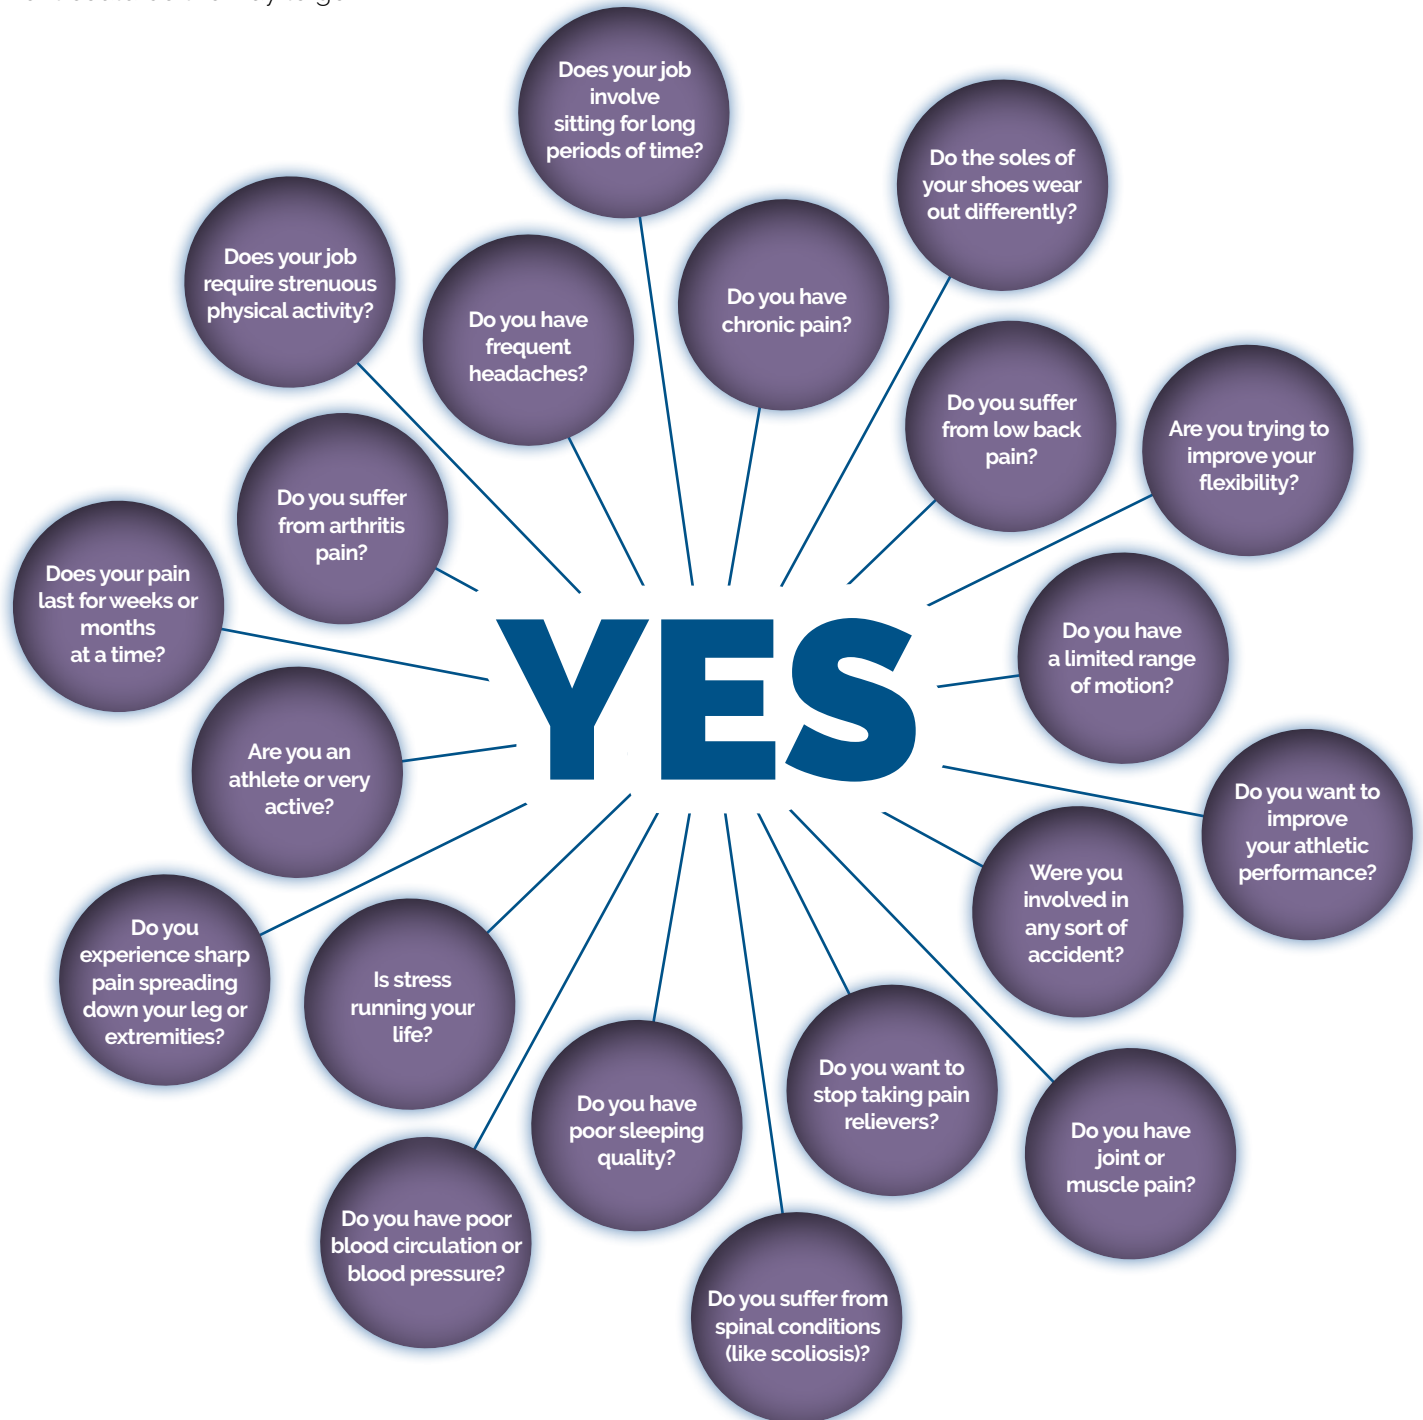 Does your job
involve
sitting for long
periods of time?
Do the soles of
your shoes wear
out differently?
Does your job
require strenuous
physical activity?
Do you have
frequent
headaches?
Do you have
chronic pain?
Do you suffer
from low back
pain?
Are you trying to
improve your
flexibility?
Do you suffer
from arthritis
pain?
Does your pain
last for weeks or
months
at a time?
YES
Do you have
a limited range
of motion?
Are you an
athlete or very
active?
Do you want to
improve
your athletic
performance?
Were you
involved in
any sort of
accident?
Do you
experience sharp
pain spreading
down your leg or
extremities?
Is stress
running your
life?
Do you have
poor sleeping
quality?
Do you want to
stop taking pain
relievers?
Do you have
joint or
muscle pain?
Do you have poor
blood circulation or
blood pressure?
Do you suffer from
spinal conditions
(like scoliosis)?